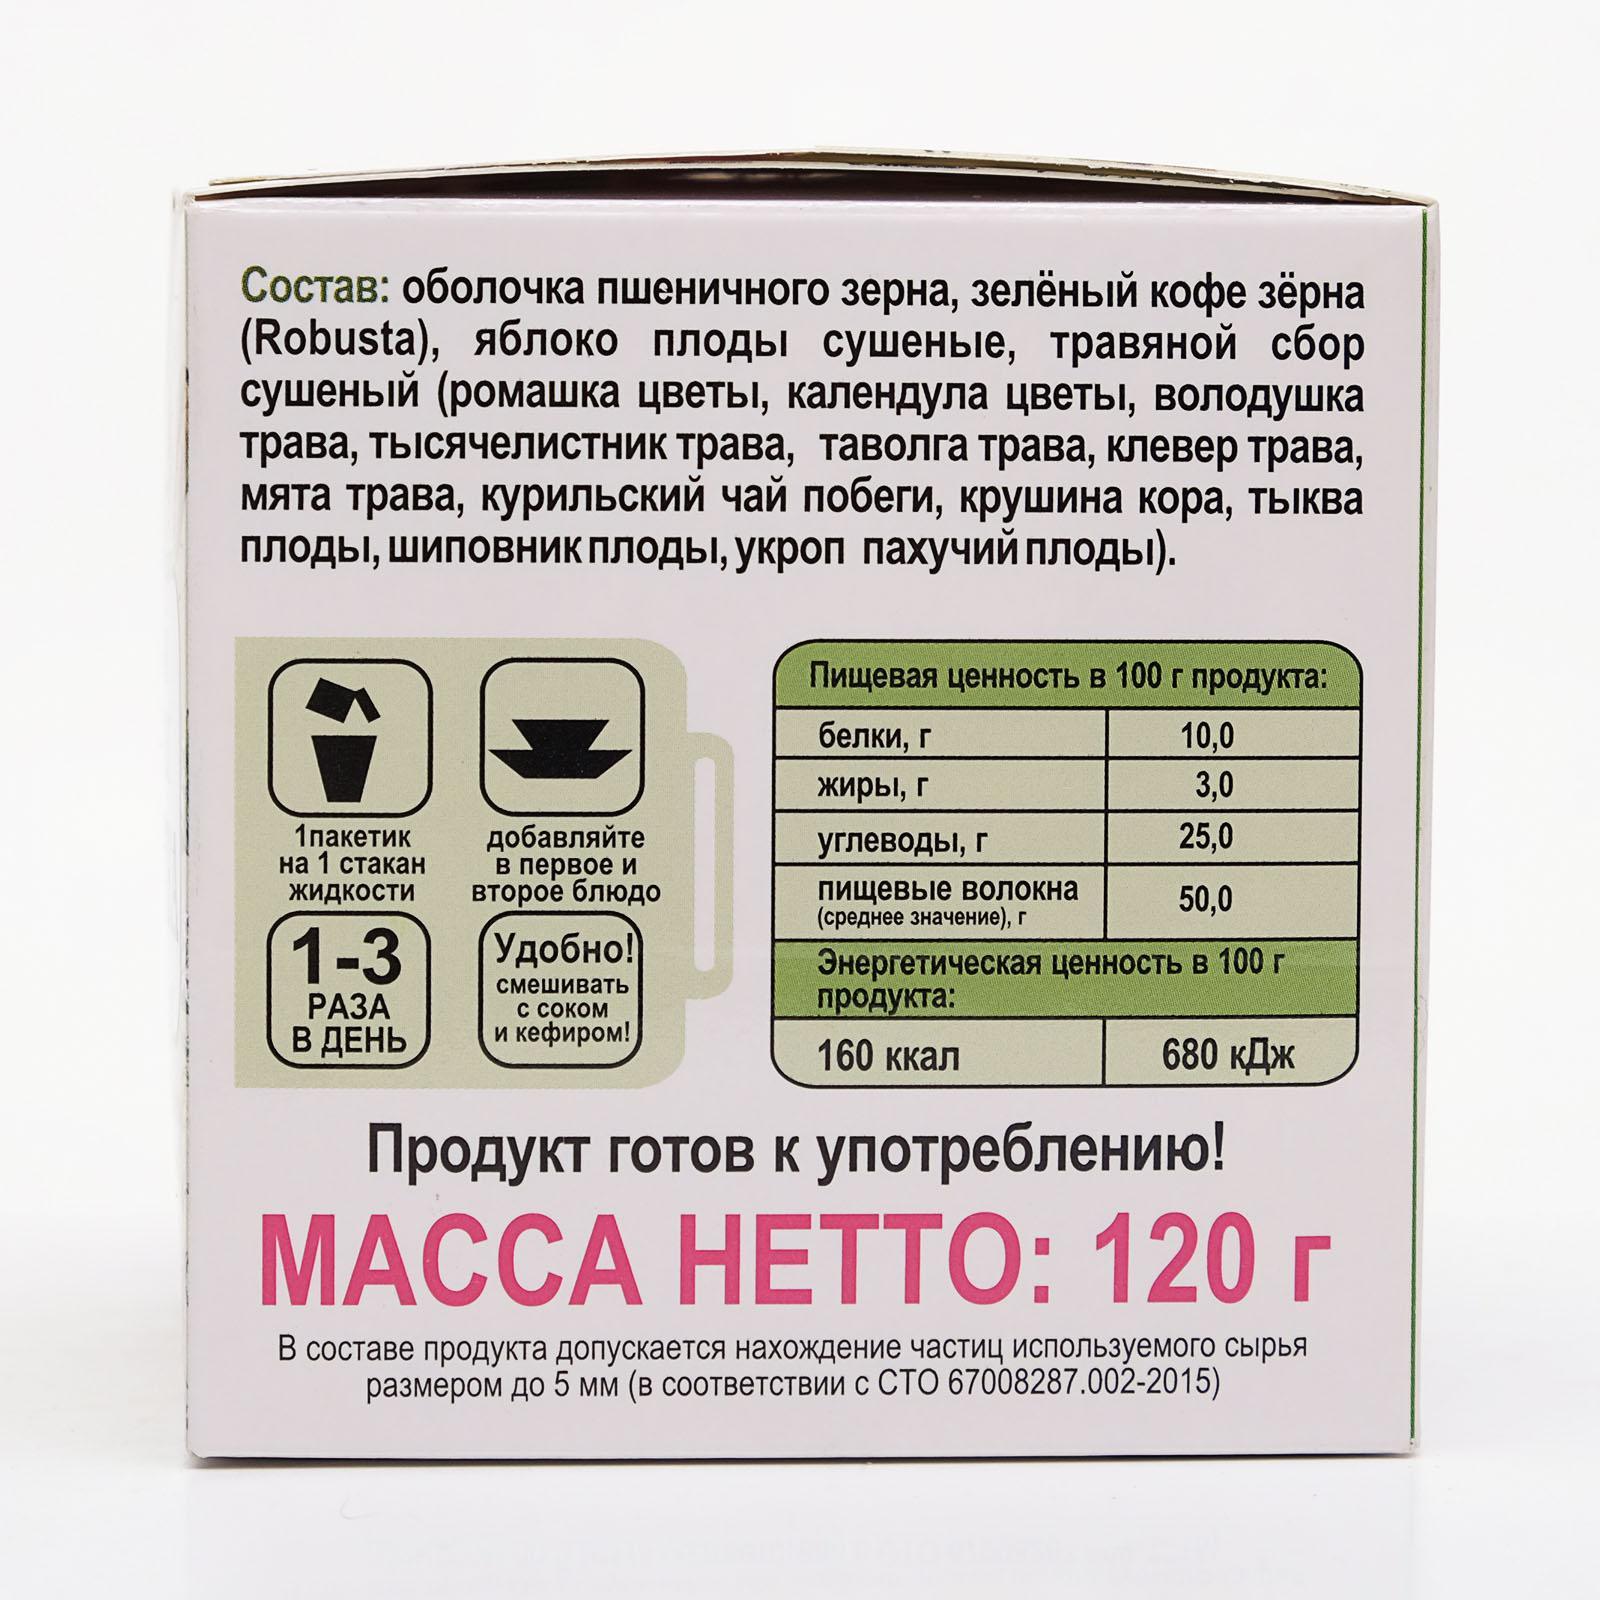 Состав: оболочка пшеничного зерна, зелёный кофе зёрна
(Robusta), яблоко плоды сушеные, травяной сбор
сушеный (ромашка цветы, календула цветы, володушка
трава, тысячелистник трава, таволга трава, клевер трава,
мята трава, курильский чай побеги, крушина кора, тыква
плоды, шиповник плоды, укроп пахучий плоды).
1пакетик
на 1 стакан
жидкости
добавляйте
в первое и
второе блюдо
1-3
РАЗА
В ДЕНЬ
Удобно!
смешивать
с соком
и кефиром!
Пищевая ценность в 100 г продукта:
белки, г 10,0
жиры, г 3,0
углеводы, г 25,0
пищевые волокна
(среднее значение), г 50,0
Энергетическая ценность в 100 г
продукта:
160 ккал 680 кДж
Продукт готов к употреблению!
МАССА НЕТТО: 120 г
В составе продукта допускается нахождение частиц используемого сырья
размером до 5 мм (в соответствии с СТО 67008287.002-2015)